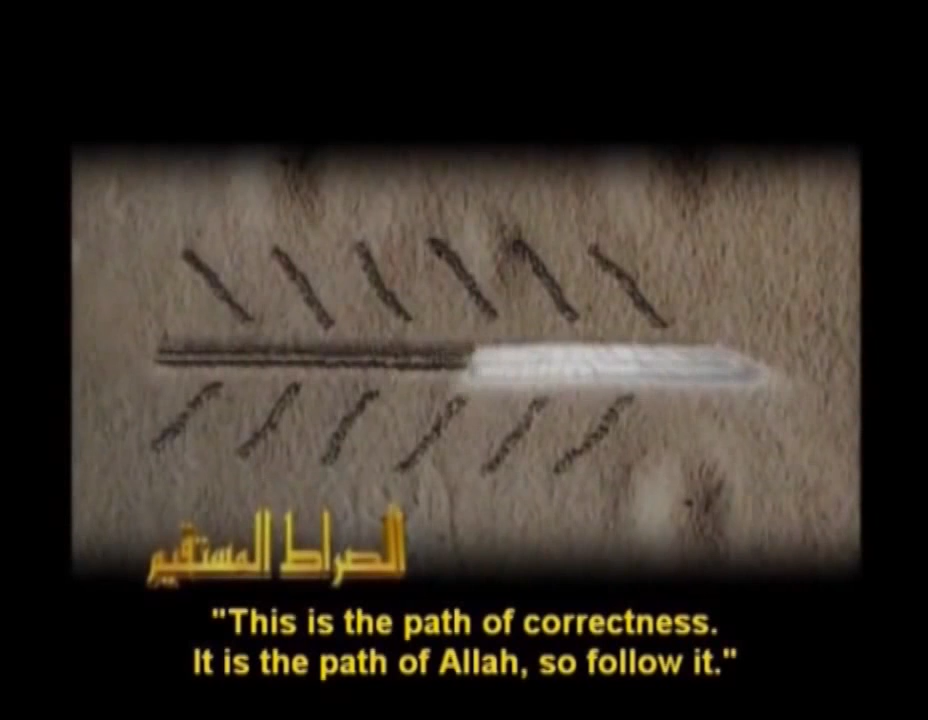 الصراط المستقيم
"This is the path of correctness.
It is the path of Allah, so follow it."